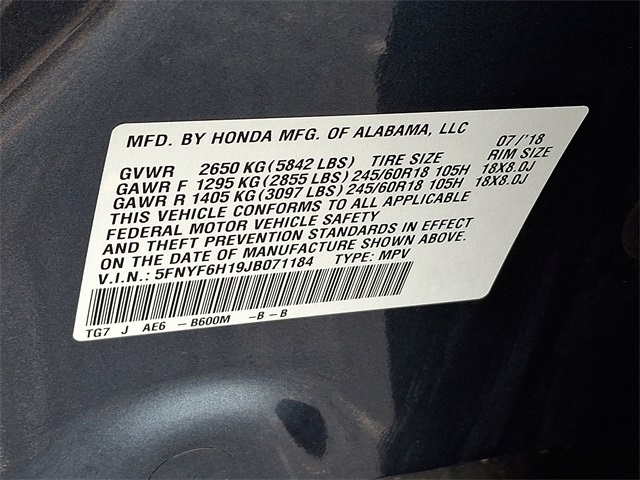 MFD. BY HONDA MFG. OF ALABAMA, LLC 07/'18
GVWR 2650 KG (5842 LBS) TIRE SIZE RIM SIZE
GAWR F 1295 KG (2855 LBS) 245/60R18 105H 18X8.0J
GAWR R 1405 KG (3097 LBS) 245/60R18 105H 18X8.0J
THIS VEHICLE CONFORMS TO ALL APPLICABLE
FEDERAL MOTOR VEHICLE SAFETY
AND THEFT PREVENTION STANDARDS IN EFFECT
ON THE DATE OF MANUFACTURE SHOWN ABOVE.
V.I.N.: 5FNYF6H19JB071184 TYPE: MPV
TG7 J AE6 -B600M -B-B